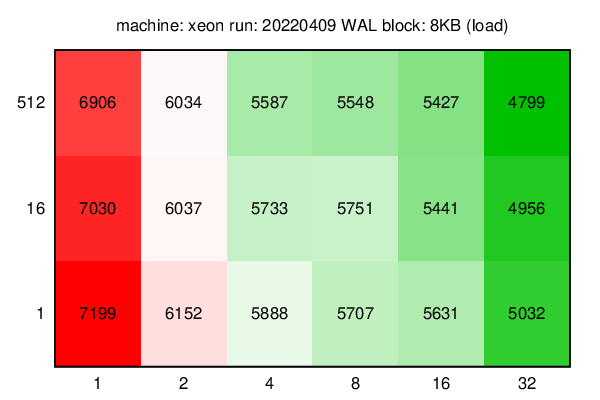 machine: xeon run: 20220409 WAL block: 8KB (load)
512 6906 6034 5587 5548 5427 4799
16 7030 6037 5733 5751 5441 4956
1 7199 6152 5888 5707 5631 5032
1 2 4 8 16 32